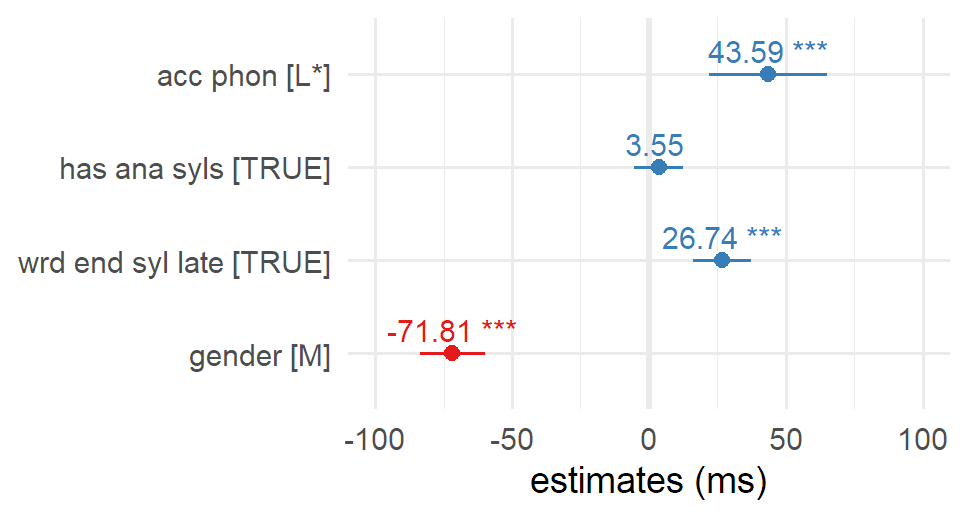 acc phon [L*] 43.59 ***
has ana syls [TRUE] 3.55
wrd end syl late [TRUE] 26.74 ***
gender [M] -71.81 ***
-100 -50 0 50 100
estimates (ms)